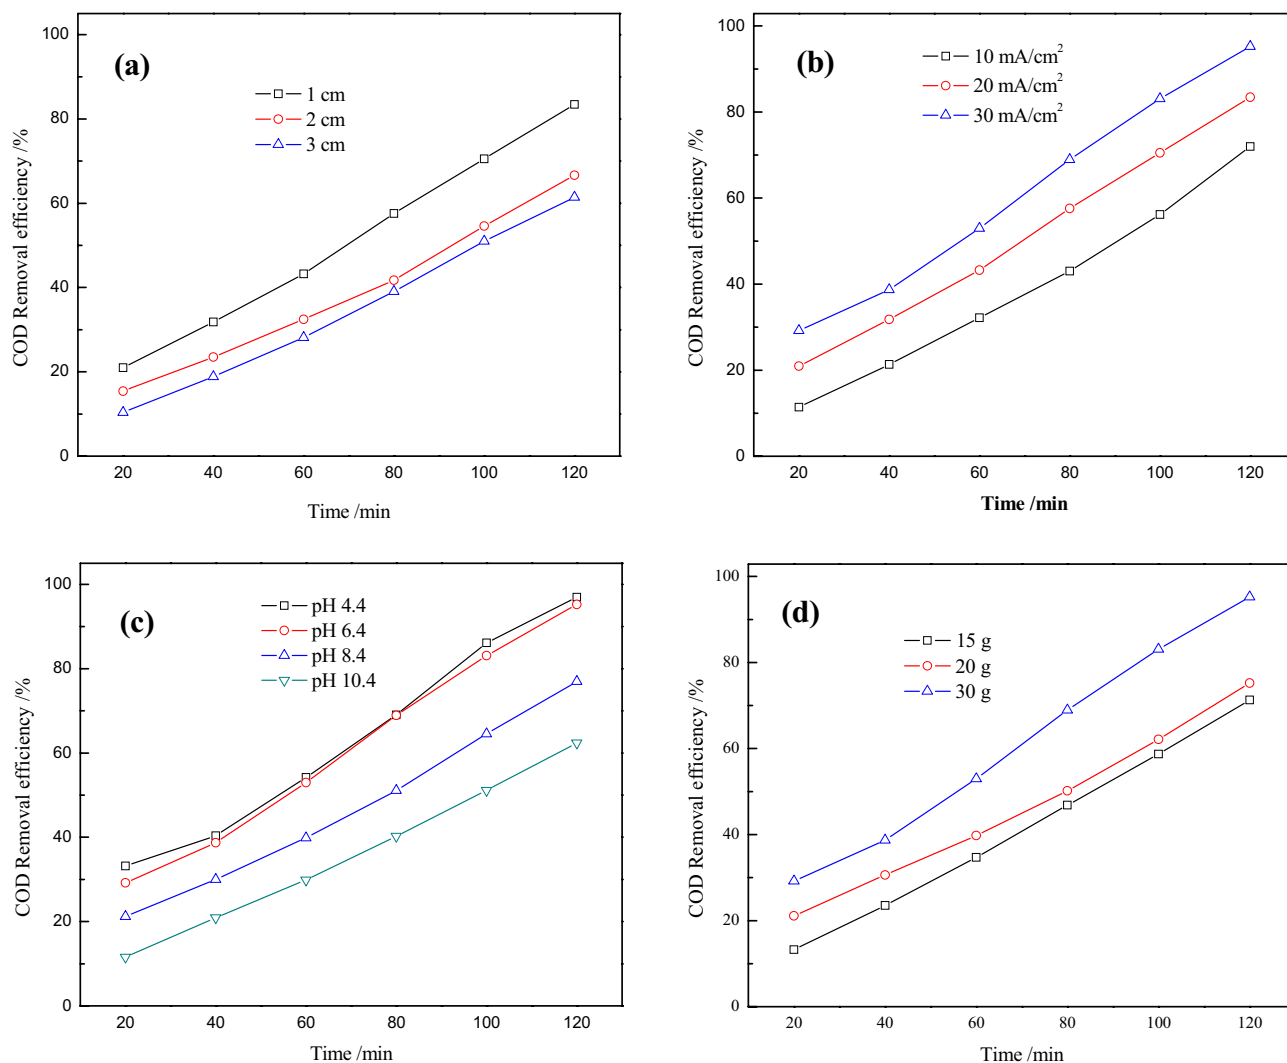 (a)
1 cm
2 cm
3 cm
COD Removal efficiency /%
100
80
60
40
20
0
20 40 60 80 100 120
Time /min
(b)
10 mA/cm²
20 mA/cm²
30 mA/cm²
COD Removal efficiency /%
100
80
60
40
20
0
20 40 60 80 100 120
Time /min
(c)
pH 4.4
pH 6.4
pH 8.4
pH 10.4
COD Removal efficiency /%
100
80
60
40
20
0
20 40 60 80 100 120
Time /min
(d)
15 g
20 g
30 g
COD Removal efficiency /%
100
80
60
40
20
0
20 40 60 80 100 120
Time /min